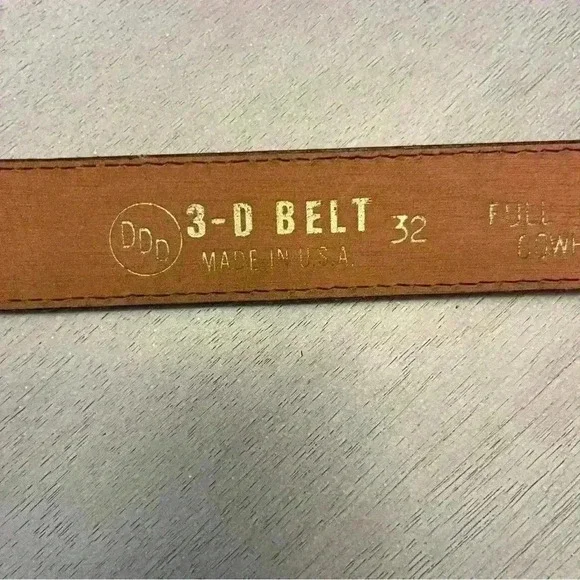 DDD
3-D BELT
MADE IN U.S.A.
32
FULL
COWH